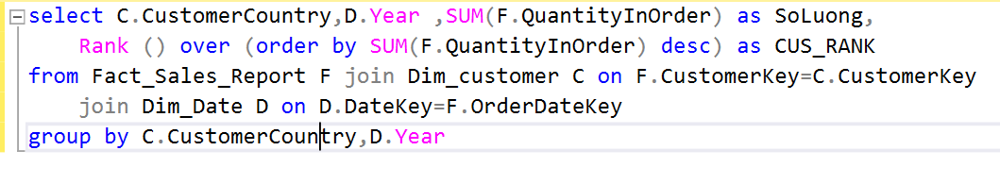 select C.CustomerCountry,D.Year ,SUM(F.QuantityInOrder) as SoLuong,
Rank () over (order by SUM(F.QuantityInOrder) desc) as CUS_RANK
from Fact_Sales_Report F join Dim_customer C on F.CustomerKey=C.CustomerKey
join Dim_Date D on D.DateKey=F.OrderDateKey
group by C.CustomerCountry,D.Year